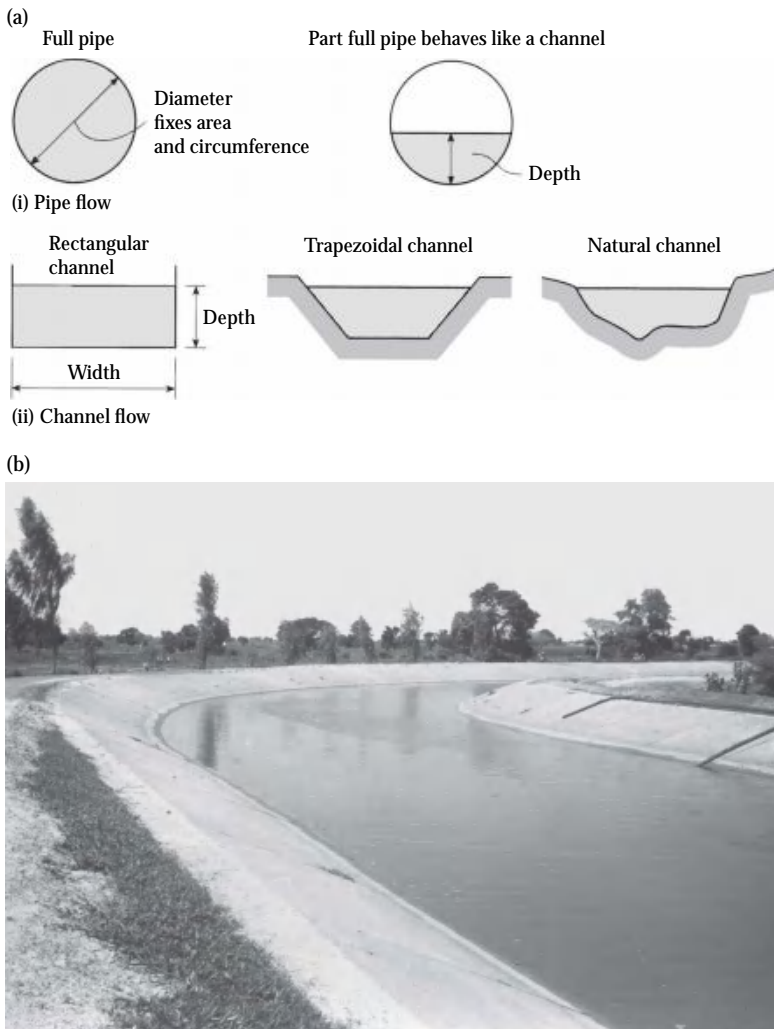 (a)
Full pipe
Part full pipe behaves like a channel
Diameter
fixes area
and circumference
Depth
(i) Pipe flow
Rectangular
channel
Trapezoidal channel
Natural channel
Depth
Width
(ii) Channel flow
(b)